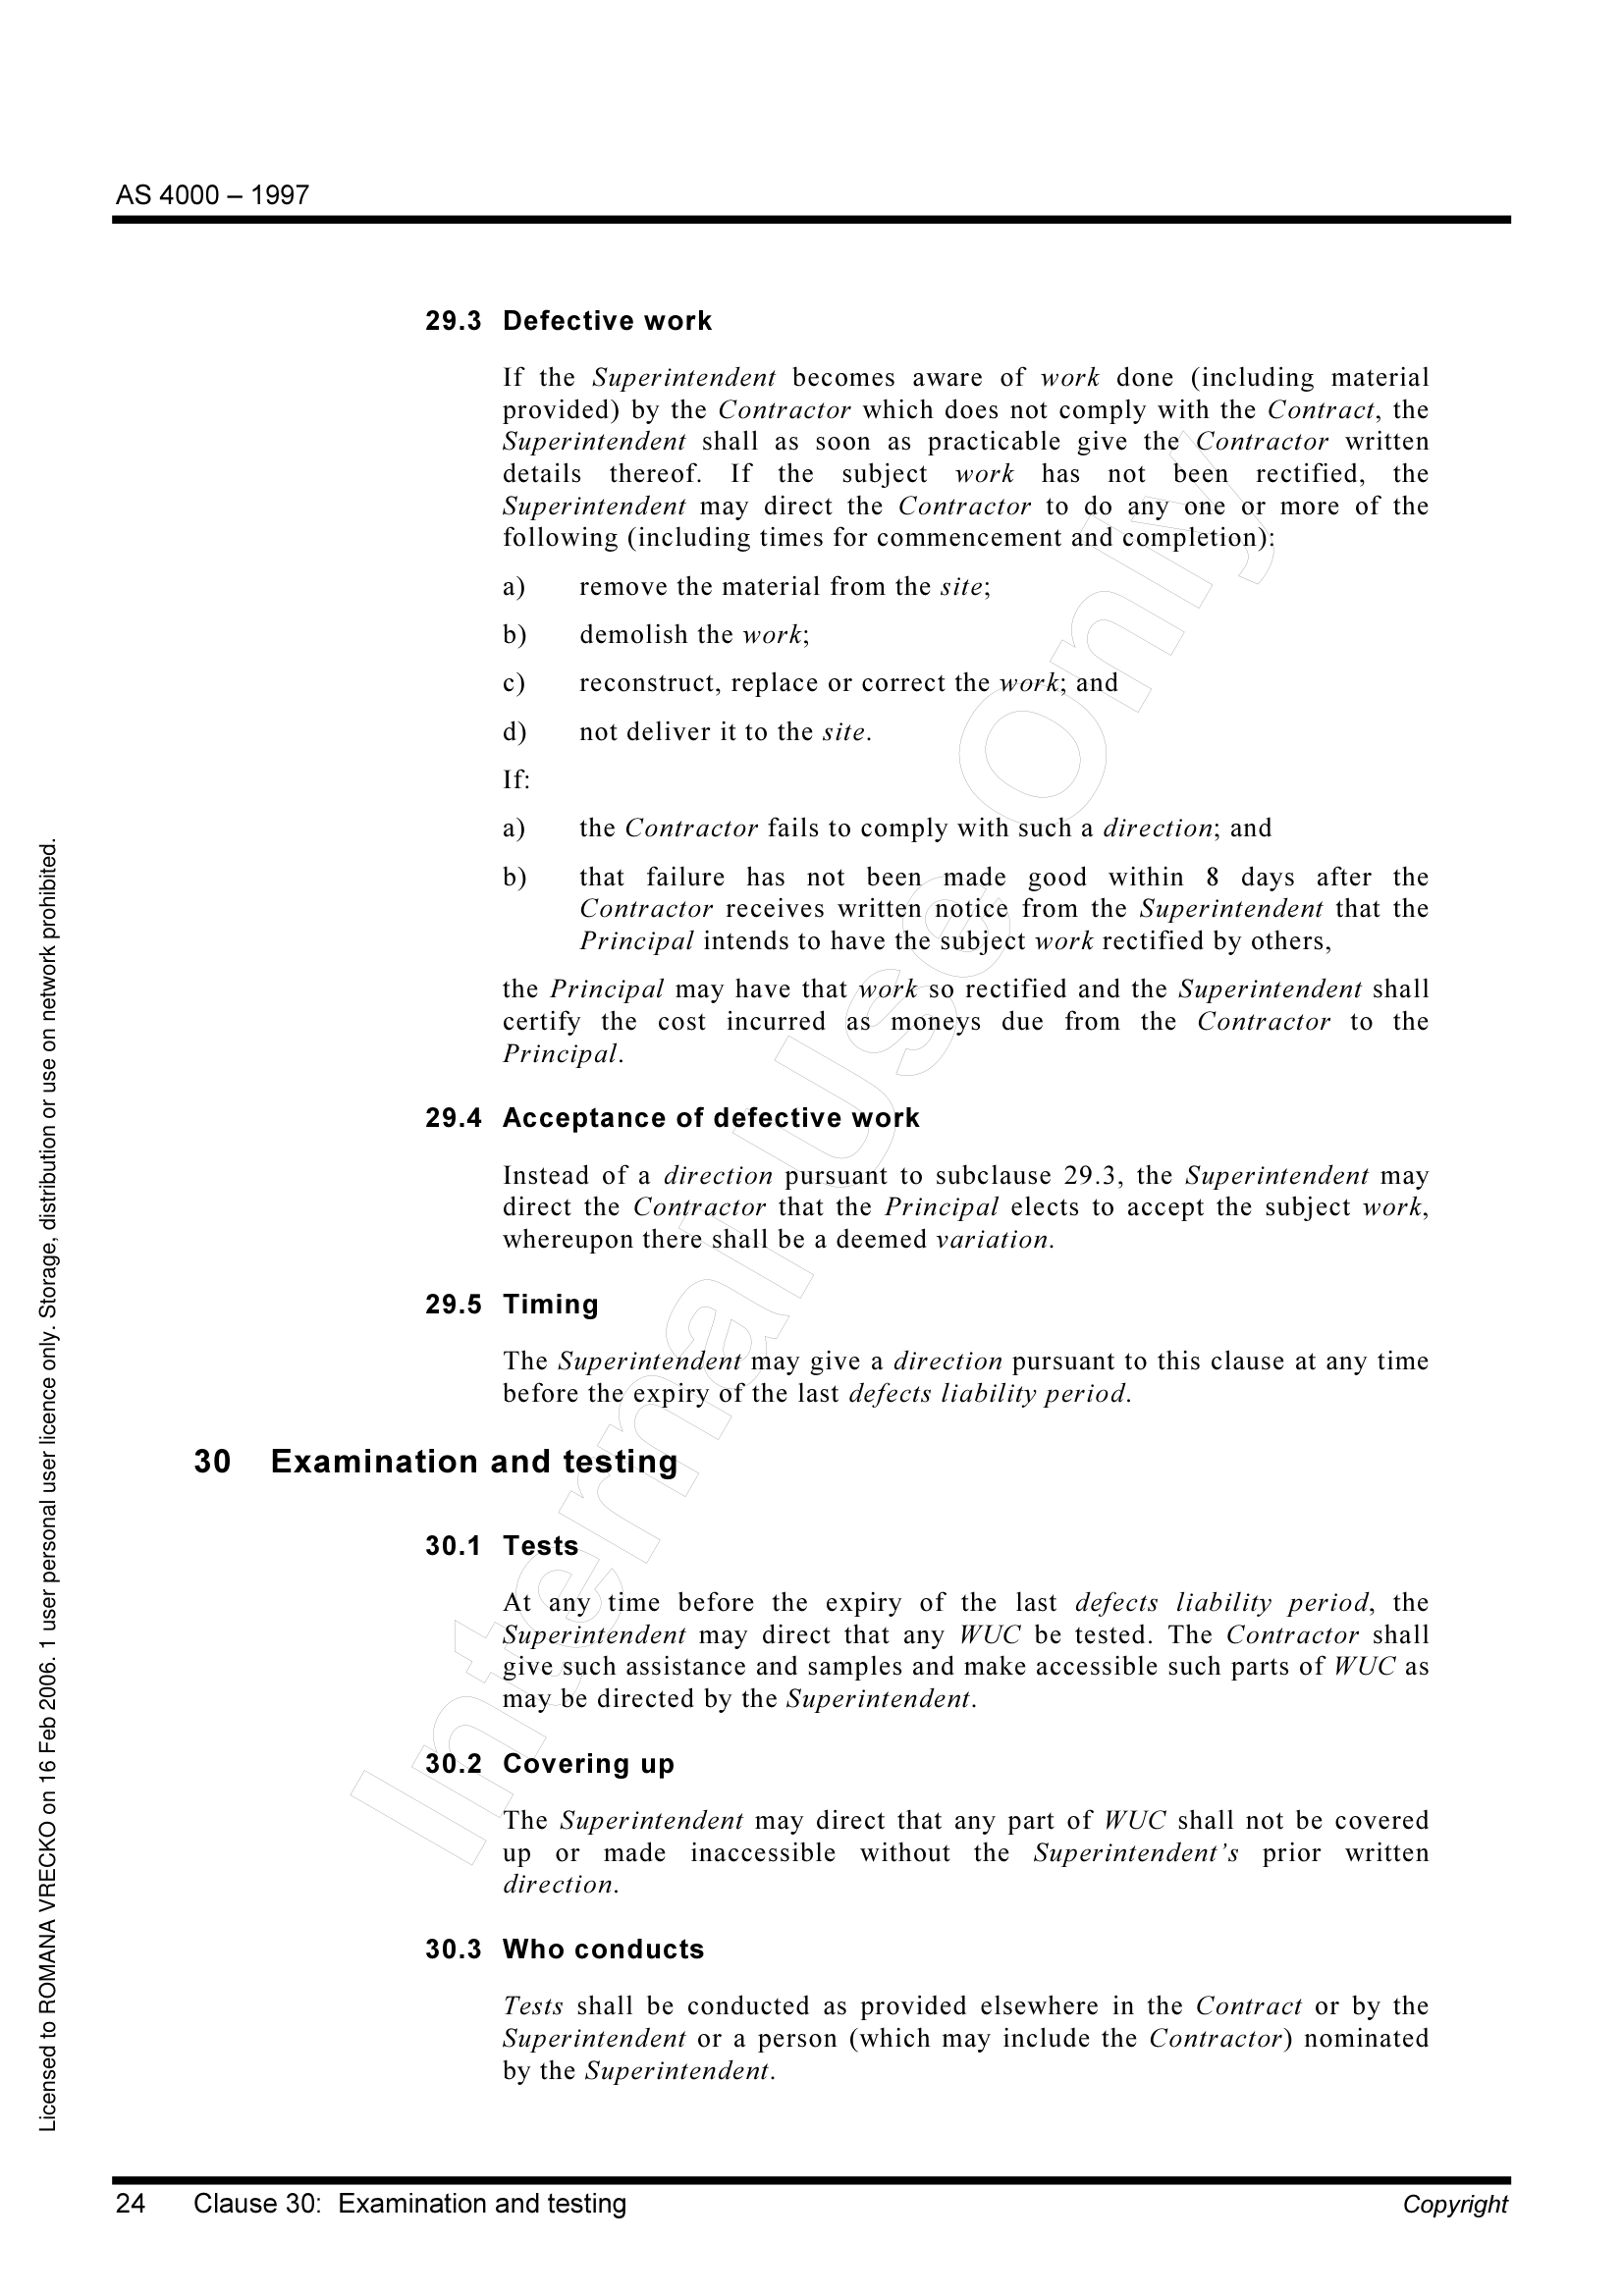 AS 4000 – 1997
29.3 Defective work
If the Superintendent becomes aware of work done (including material
provided) by the Contractor which does not comply with the Contract, the
Superintendent shall as soon as practicable give the Contractor written
details thereof. If the subject work has not been rectified, the
Superintendent may direct the Contractor to do any one or more of the
following (including times for commencement and completion):
a) remove the material from the site;
b) demolish the work;
c) reconstruct, replace or correct the work; and
d) not deliver it to the site.
If:
a) the Contractor fails to comply with such a direction; and
b) that failure has not been made good within 8 days after the
Contractor receives written notice from the Superintendent that the
Principal intends to have the subject work rectified by others,
the Principal may have that work so rectified and the Superintendent shall
certify the cost incurred as moneys due from the Contractor to the
Principal.
29.4 Acceptance of defective work
Instead of a direction pursuant to subclause 29.3, the Superintendent may
direct the Contractor that the Principal elects to accept the subject work,
whereupon there shall be a deemed variation.
29.5 Timing
The Superintendent may give a direction pursuant to this clause at any time
before the expiry of the last defects liability period.
30 Examination and testing
30.1 Tests
At any time before the expiry of the last defects liability period, the
Superintendent may direct that any WUC be tested. The Contractor shall
give such assistance and samples and make accessible such parts of WUC as
may be directed by the Superintendent.
30.2 Covering up
The Superintendent may direct that any part of WUC shall not be covered
up or made inaccessible without the Superintendent's prior written
direction.
30.3 Who conducts
Tests shall be conducted as provided elsewhere in the Contract or by the
Superintendent or a person (which may include the Contractor) nominated
by the Superintendent.
24 Clause 30: Examination and testing Copyright
Licensed to ROMANA VRECKO on 16 Feb 2006. 1 user personal user licence only. Storage, distribution or use on network prohibited.
Internal Use Only